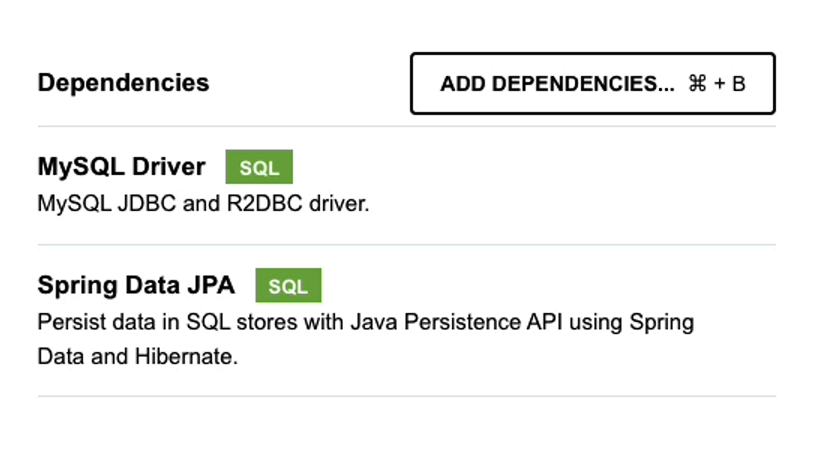 Dependencies
ADD DEPENDENCIES... ⌘ + B
MySQL Driver SQL
MySQL JDBC and R2DBC driver.
Spring Data JPA SQL
Persist data in SQL stores with Java Persistence API using Spring
Data and Hibernate.